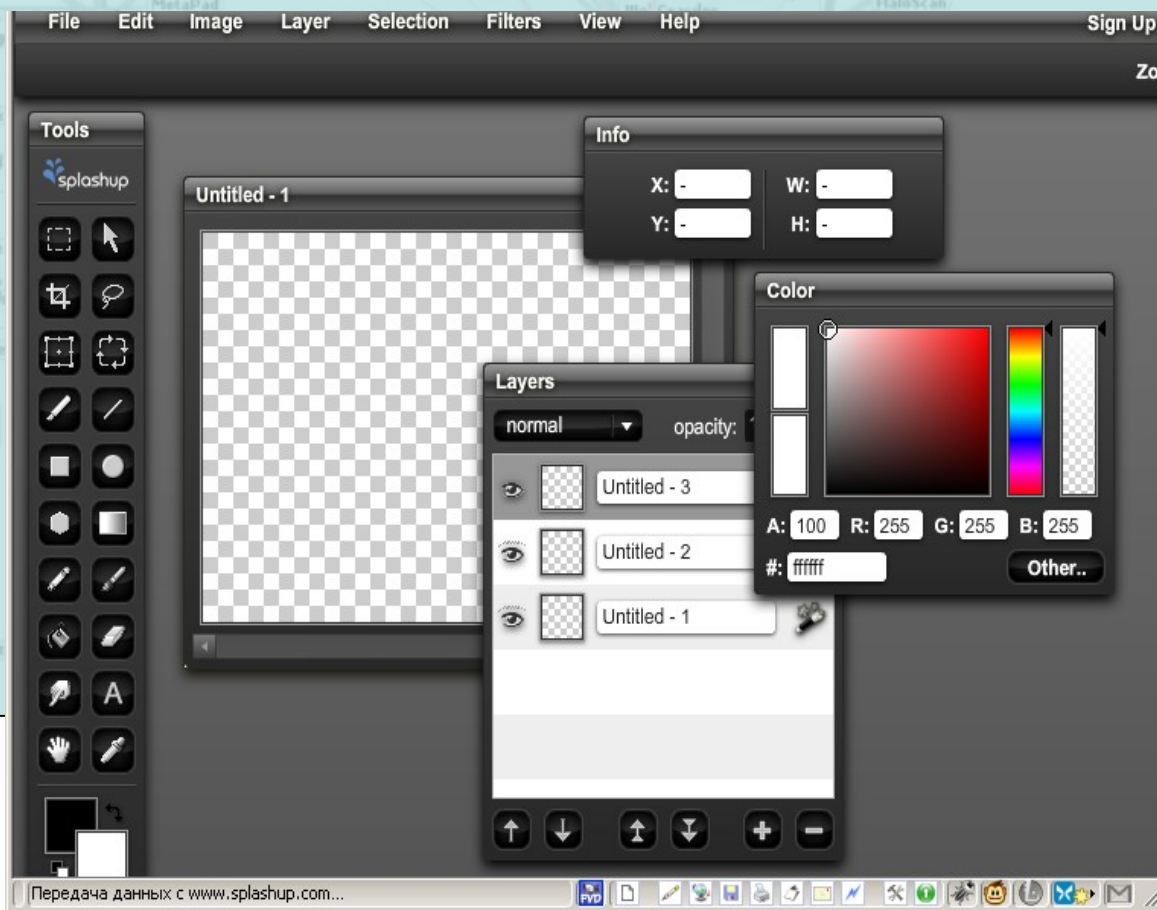 MetaPad
HaloScan
File Edit Image Layer Selection Filters View Help Sign Up
Zo
Tools
splashup
Untitled - 1
Info
X: - W: -
Y: - H: -
Color
A: 100 R: 255 G: 255 B: 255
#: ffffff Other..
Layers
normal opacity:
Untitled - 3
Untitled - 2
Untitled - 1
A
Передача данных с www.splashup.com...
FVD